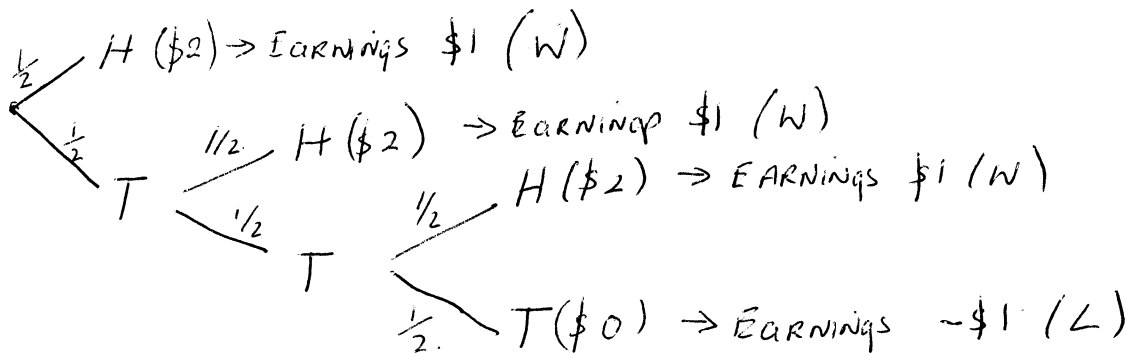 1/2 H ($2) → EARNINGS $1 (W)
1/2 1/2. H ($2) → EARNINGS $1 (W)
T 1/2 H ($2) → EARNINGS $1 (W)
1/2
T
1/2. T ($0) → EARNINGS -$1 (L)